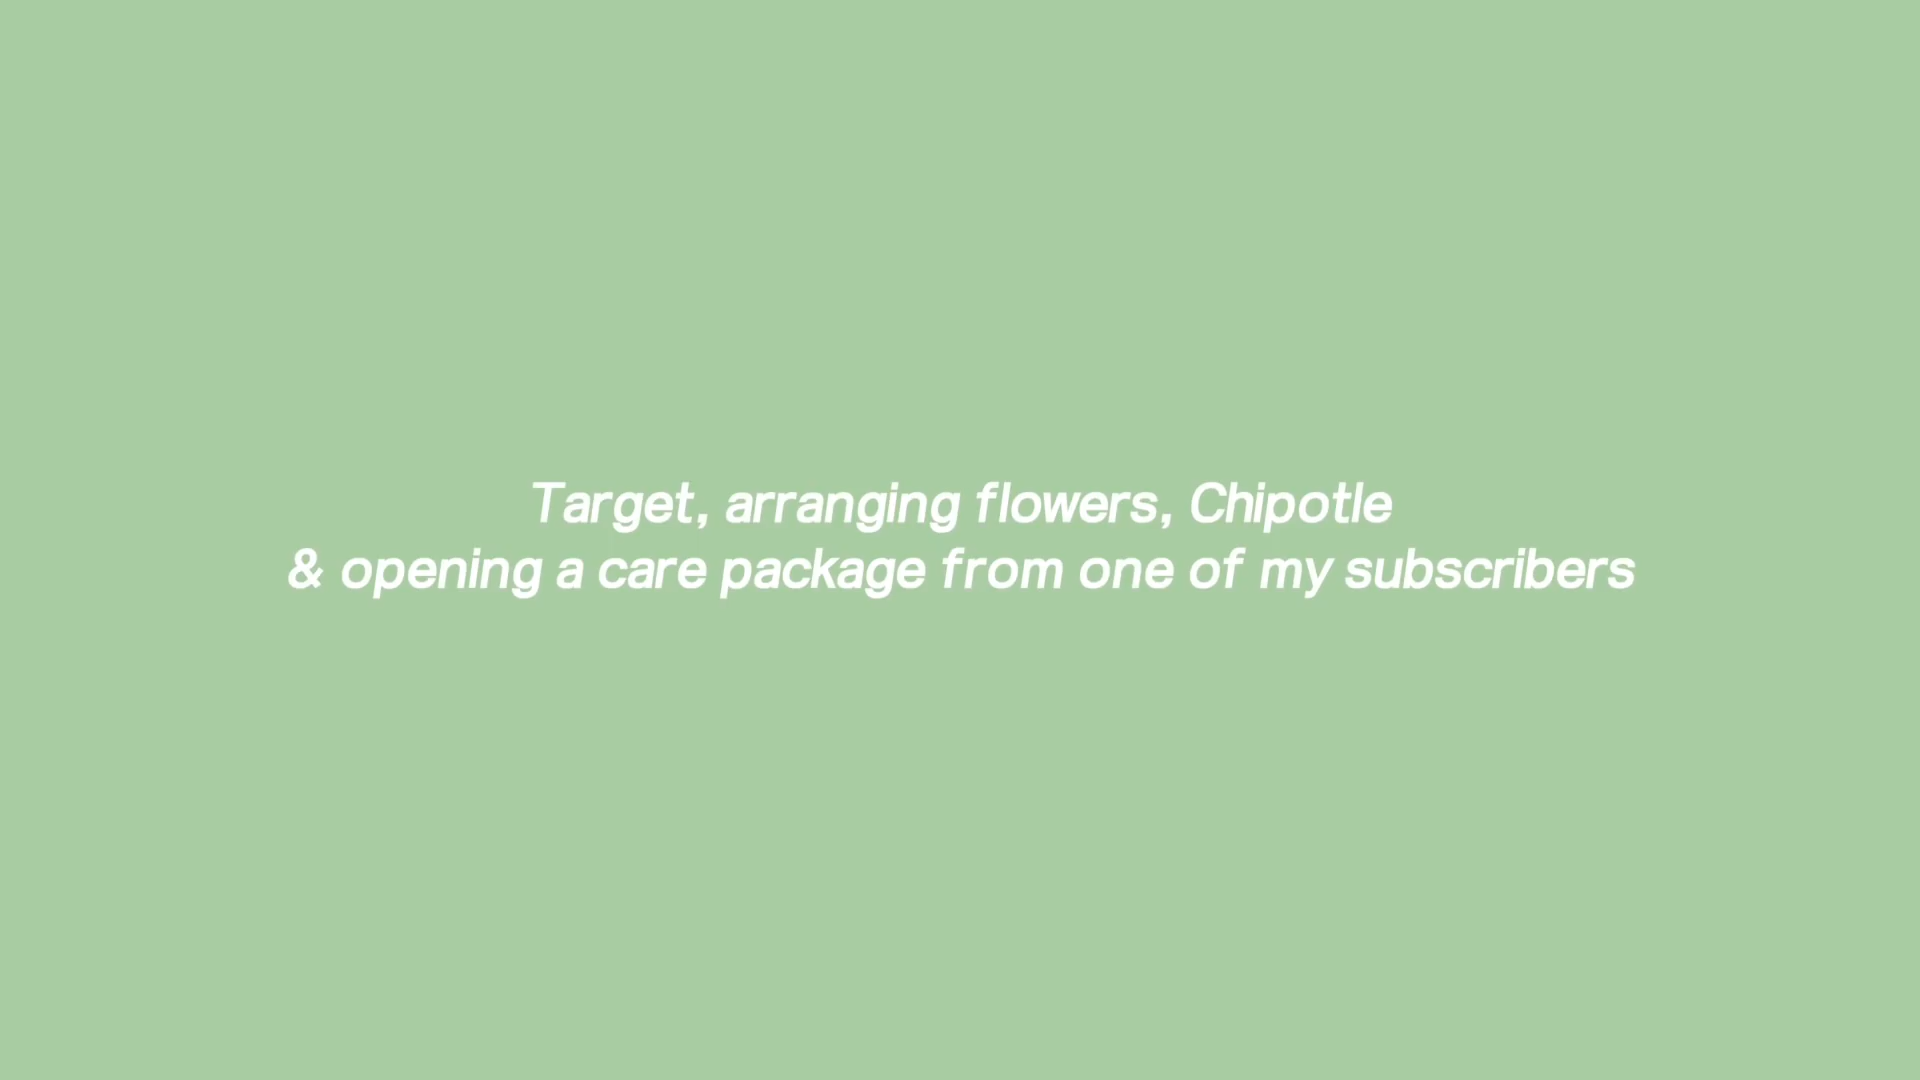 Target, arranging flowers, Chipotle
& opening a care package from one of my subscribers